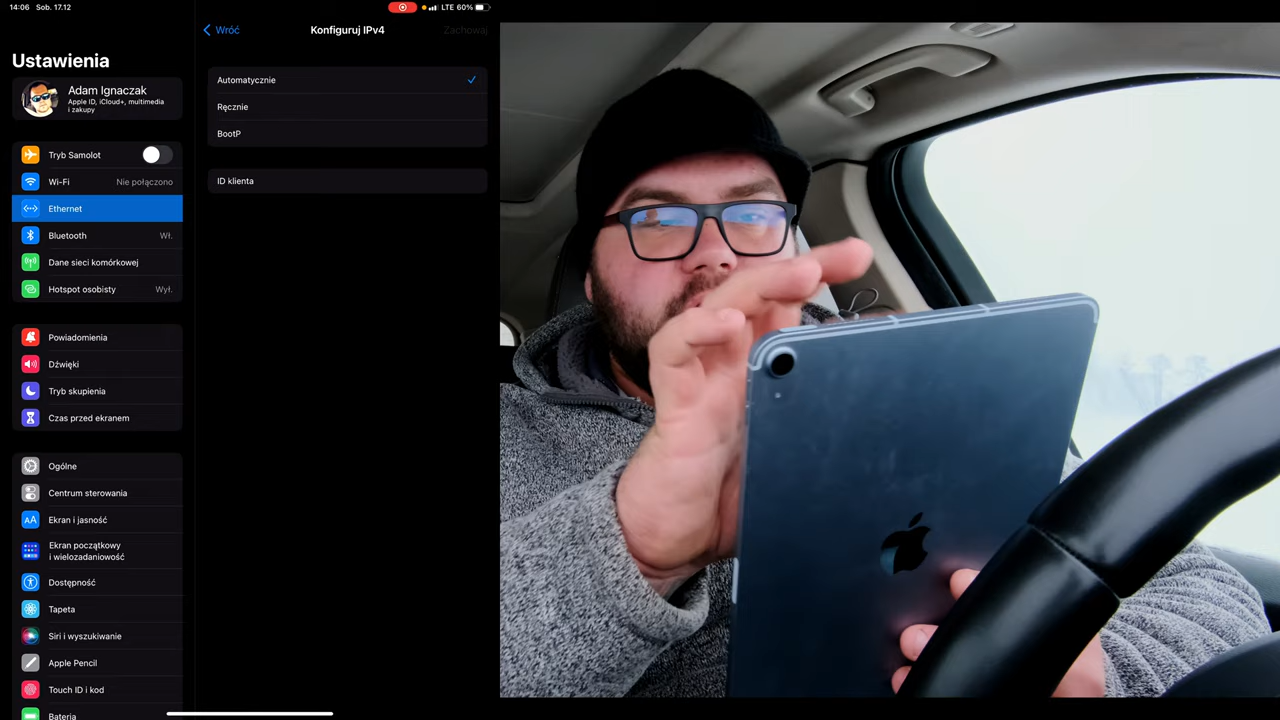 14:06 Sob. 17.12
LTE 60%
Ustawienia
Adam Ignaczak
Apple ID, iCloud+, multimedia
i zakupy
Tryb Samolot
Wi-Fi Nie połączono
Ethernet
Bluetooth Wł.
Dane sieci komórkowej
Hotspot osobisty Wył.
Powiadomienia
Dźwięki
Tryb skupienia
Czas przed ekranem
Ogólne
Centrum sterowania
AA Ekran i jasność
Ekran początkowy
i wielozadaniowość
Dostępność
Tapeta
Siri i wyszukiwanie
Apple Pencil
Touch ID i kod
Bateria
Wróć Konfiguruj IPv4 Zachowaj
Automatycznie
Ręcznie
BootP
ID klienta